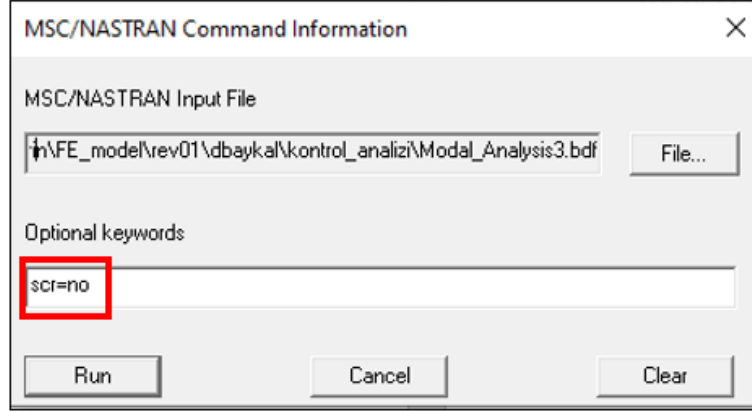 MSC/NASTRAN Command Information
MSC/NASTRAN Input File
\FE_model\rev01\dbaykal\kontrol_analizi\Modal_Analysis3.bdf
File...
Optional keywords
scr=no
Run
Cancel
Clear